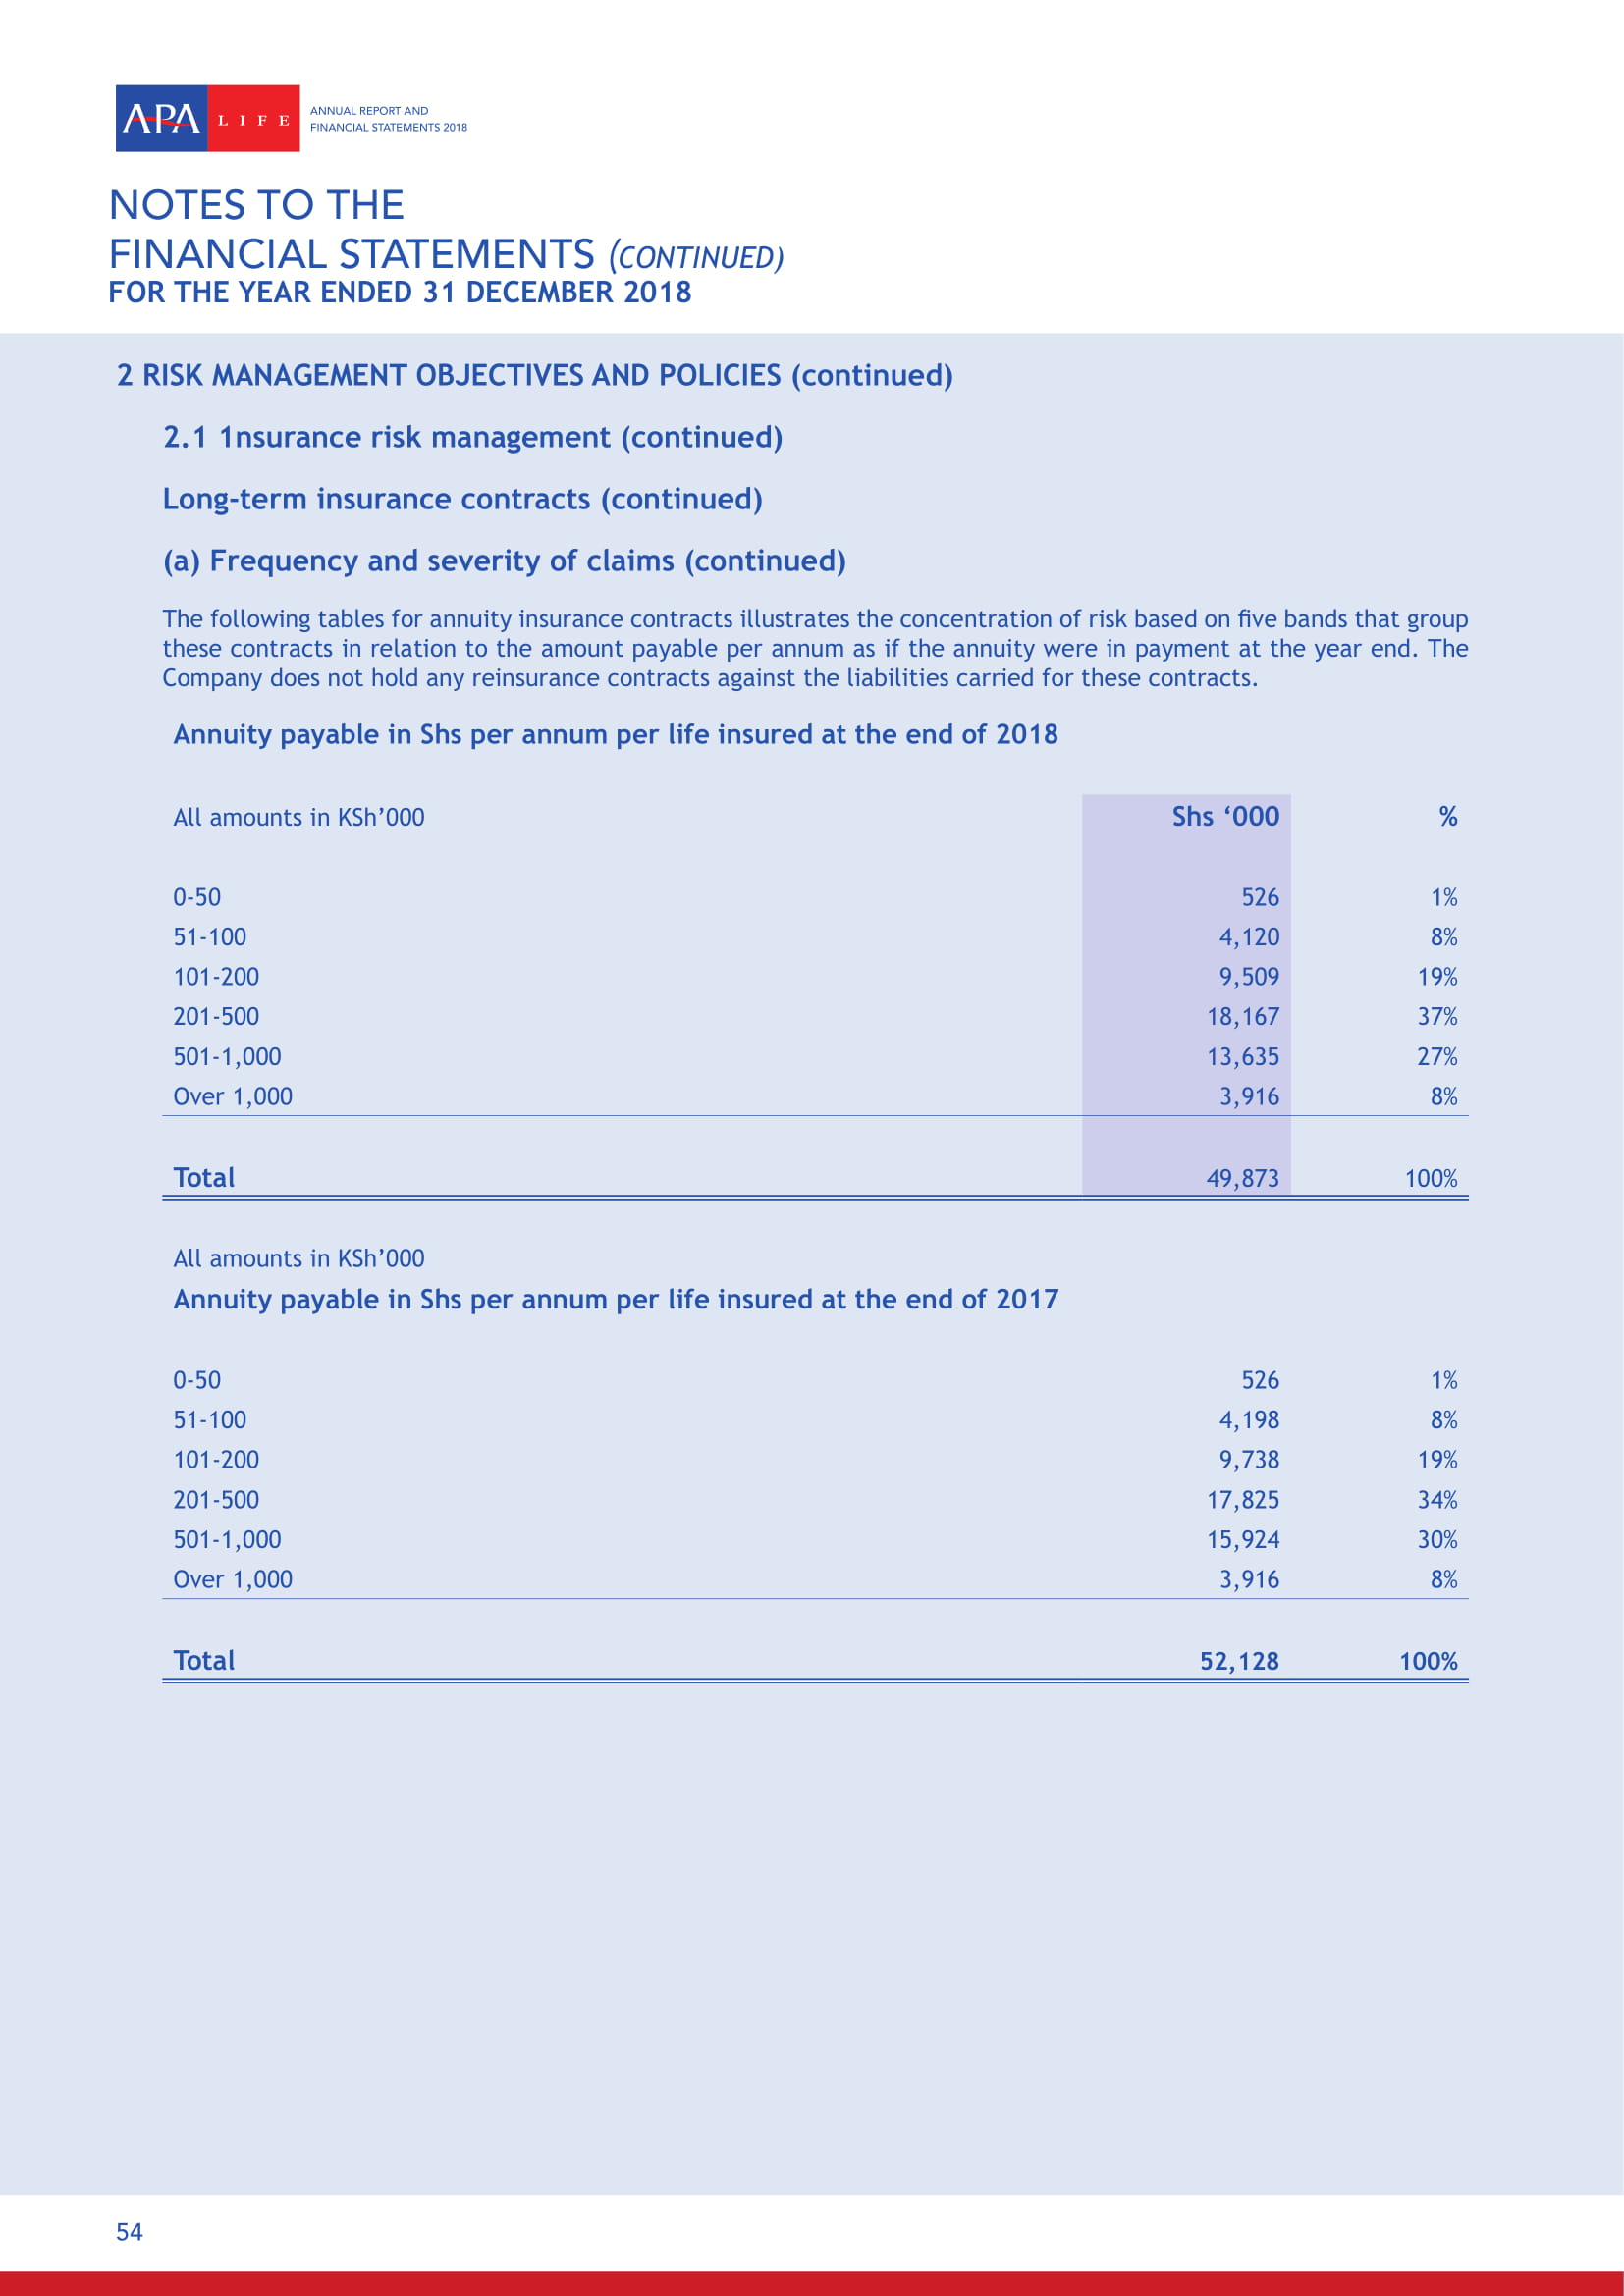 APA LIFE
ANNUAL REPORT AND
FINANCIAL STATEMENTS 2018
NOTES TO THE
FINANCIAL STATEMENTS (CONTINUED)
FOR THE YEAR ENDED 31 DECEMBER 2018
2 RISK MANAGEMENT OBJECTIVES AND POLICIES (continued)
2.1 1nsurance risk management (continued)
Long-term insurance contracts (continued)
(a) Frequency and severity of claims (continued)
The following tables for annuity insurance contracts illustrates the concentration of risk based on five bands that group
these contracts in relation to the amount payable per annum as if the annuity were in payment at the year end. The
Company does not hold any reinsurance contracts against the liabilities carried for these contracts.
Annuity payable in Shs per annum per life insured at the end of 2018
All amounts in KSh’000 Shs ‘000 %
0-50 526 1%
51-100 4,120 8%
101-200 9,509 19%
201-500 18,167 37%
501-1,000 13,635 27%
Over 1,000 3,916 8%
Total 49,873 100%
All amounts in KSh’000
Annuity payable in Shs per annum per life insured at the end of 2017
0-50 526 1%
51-100 4,198 8%
101-200 9,738 19%
201-500 17,825 34%
501-1,000 15,924 30%
Over 1,000 3,916 8%
Total 52,128 100%
54